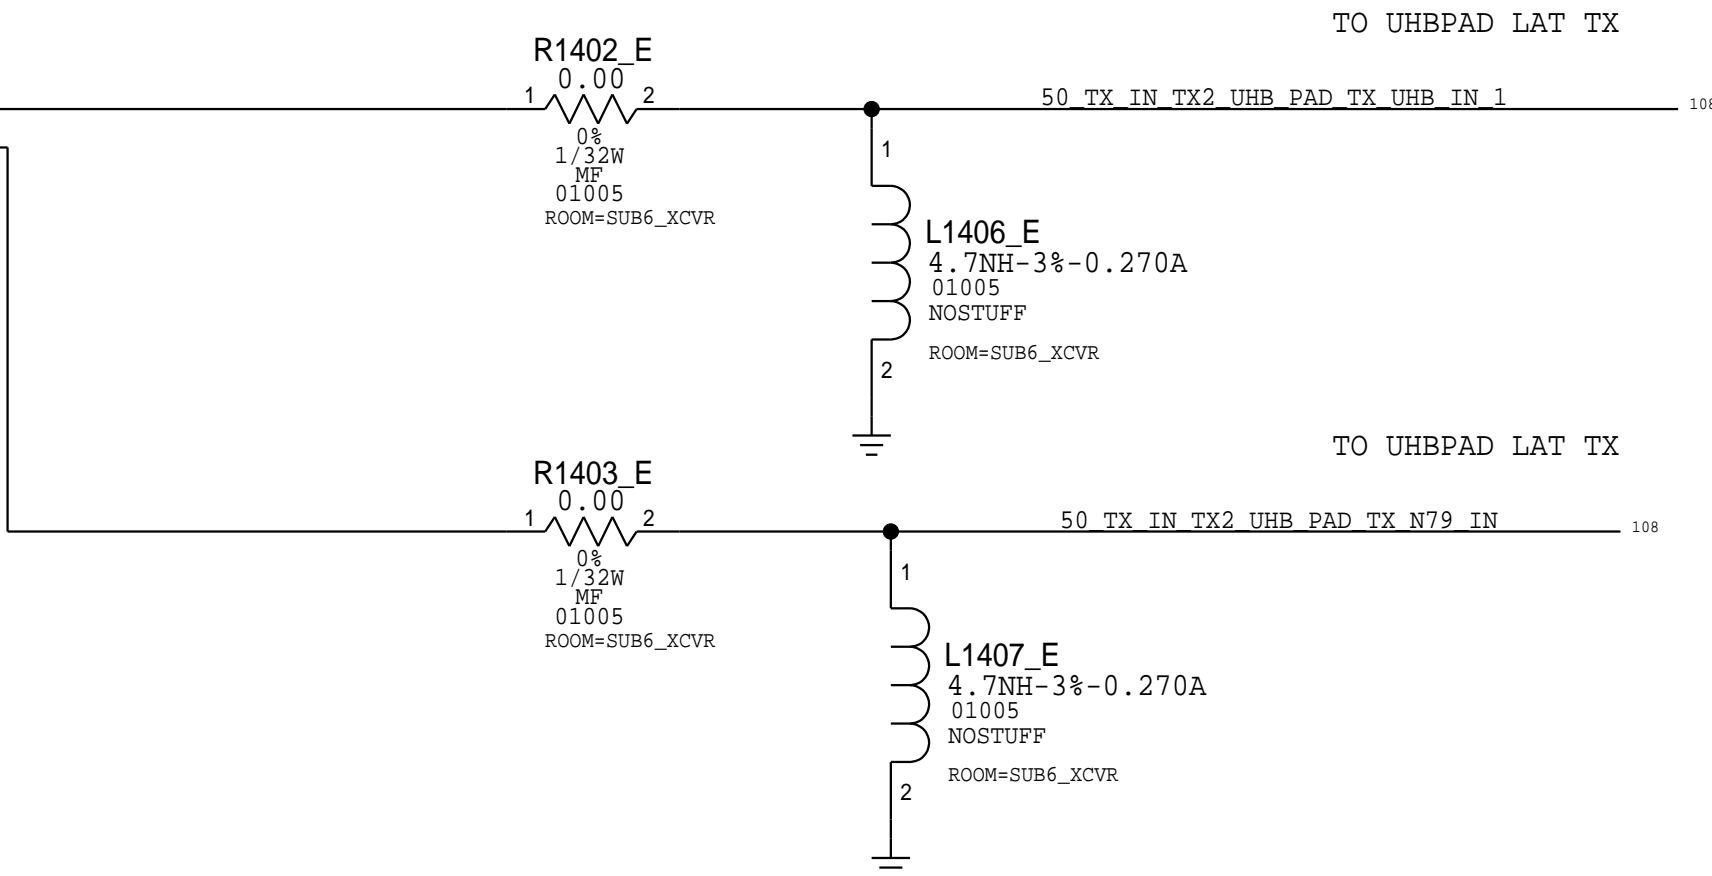 TO UHBPAD LAT TX
R1402_E
0.00
1 2
50_TX_IN_TX2_UHB_PAD_TX_UHB_IN_1 108
0%
1/32W
MF
01005
ROOM=SUB6_XCVR
1
L1406_E
4.7NH-3%-0.270A
01005
NOSTUFF
ROOM=SUB6_XCVR
2
TO UHBPAD LAT TX
R1403_E
0.00
1 2
50_TX_IN_TX2_UHB_PAD_TX_N79_IN 108
0%
1/32W
MF
01005
ROOM=SUB6_XCVR
1
L1407_E
4.7NH-3%-0.270A
01005
NOSTUFF
ROOM=SUB6_XCVR
2